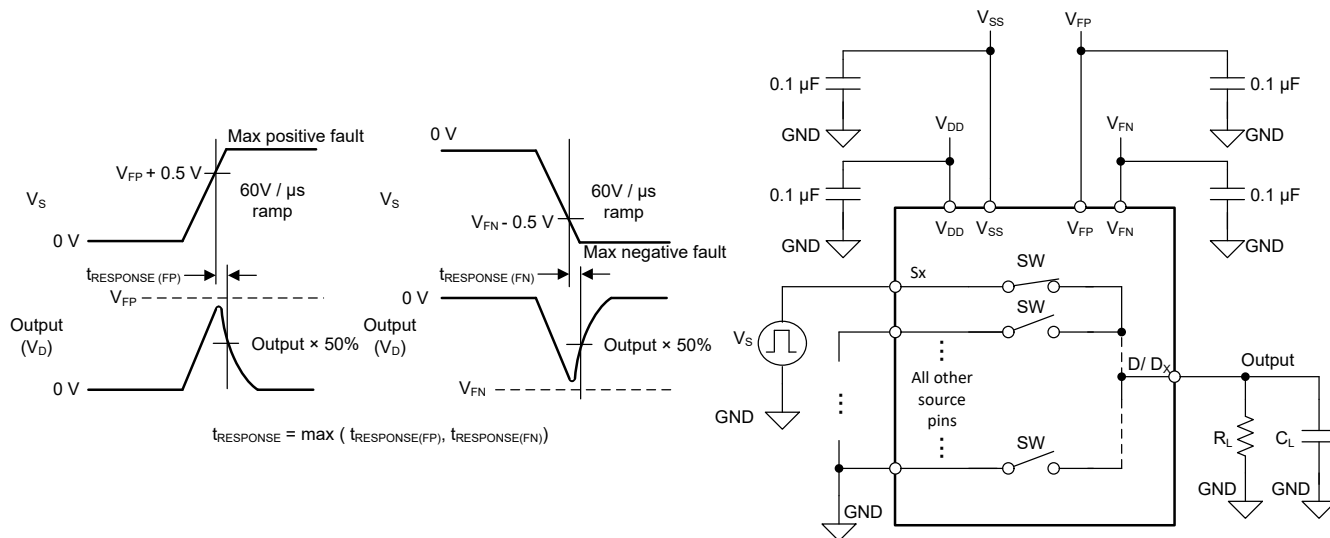 Max positive fault
V_FP + 0.5 V
V_S
60V / µs
ramp
0 V
t_RESPONSE (FP)
V_FP
Output
(V_D)
Output × 50%
0 V
0 V
V_S
60V / µs
ramp
V_FN - 0.5 V
Max negative fault
t_RESPONSE (FN)
0 V
Output
(V_D)
Output × 50%
V_FN
t_RESPONSE = max ( t_RESPONSE(FP), t_RESPONSE(FN))
V_SS
V_FP
0.1 µF
0.1 µF
GND
GND
V_DD
V_FN
0.1 µF
0.1 µF
GND
GND
V_DD
V_SS
V_FP
V_FN
Sx
SW
SW
V_S
GND
All other
source
pins
D/ D_X
Output
SW
R_L
C_L
GND
GND
GND